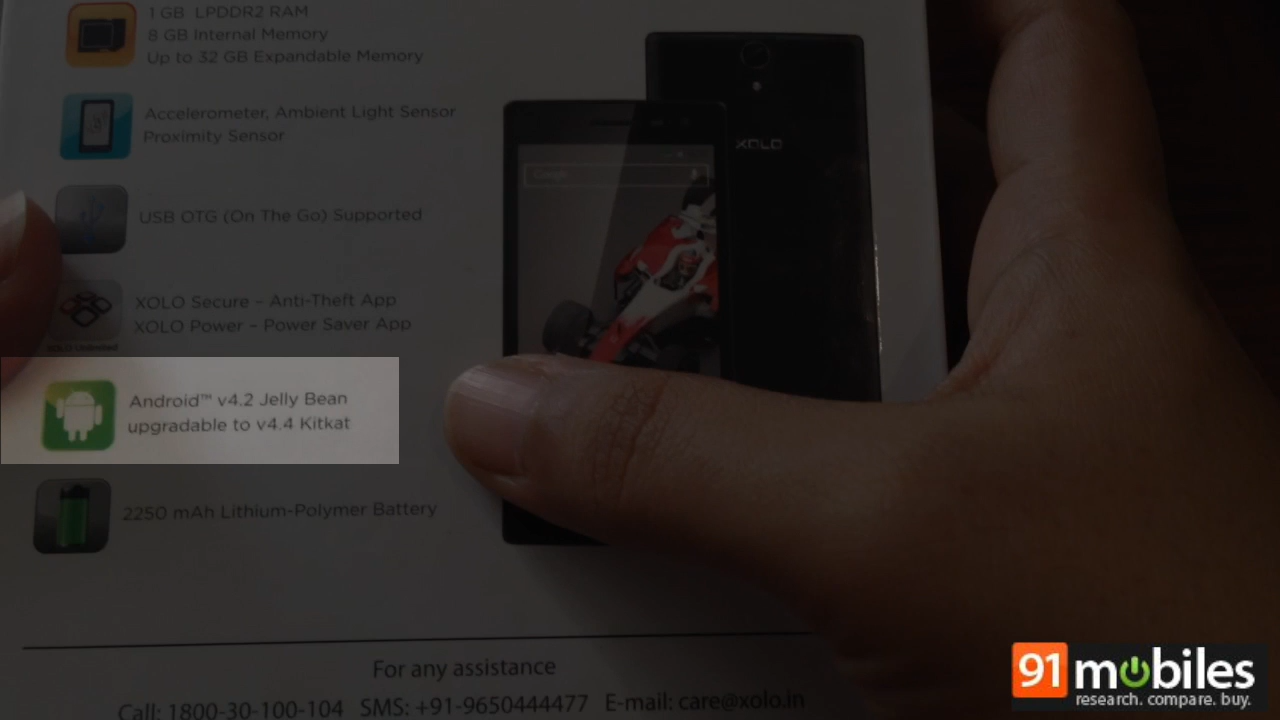 1 GB LPDDR2 RAM
8 GB Internal Memory
Up to 32 GB Expandable Memory
Accelerometer, Ambient Light Sensor
Proximity Sensor
USB OTG (On The Go) Supported
XOLO Secure – Anti-Theft App
XOLO Power – Power Saver App
XOLO Unlimited
Android™ v4.2 Jelly Bean
upgradable to v4.4 Kitkat
2250 mAh Lithium-Polymer Battery
XOLO
Google
For any assistance
Call: 1800-30-100-104 SMS: +91-9650444477 E-mail: care@xolo.in
91mobiles
research. compare. buy.